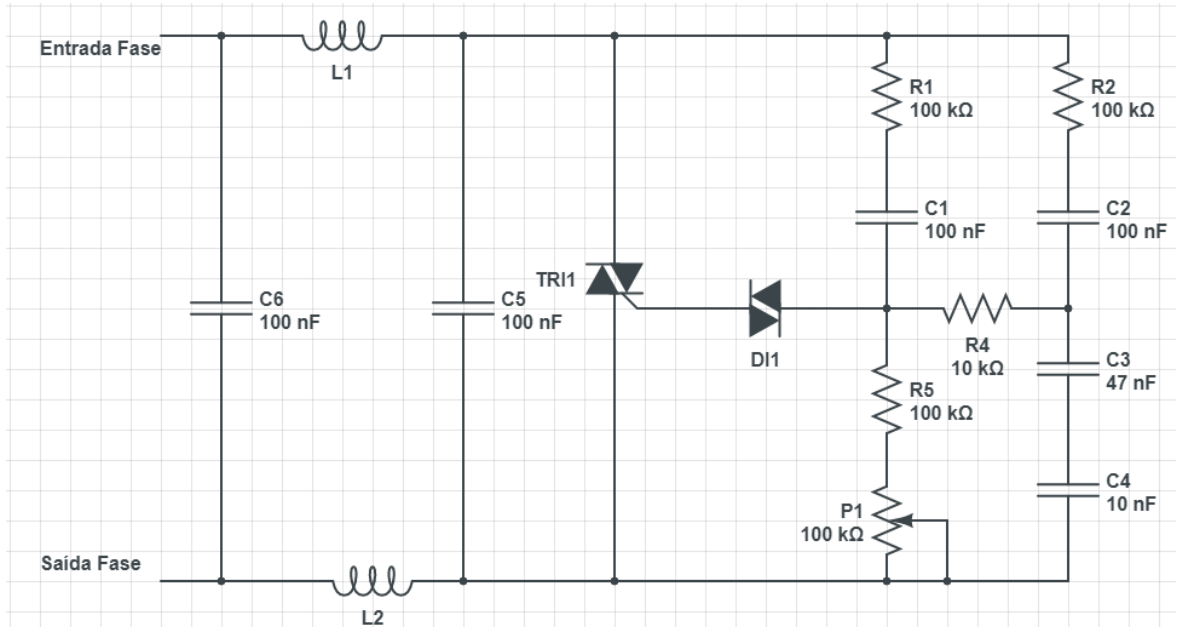 Entrada Fase
L1
R1
100 kΩ
R2
100 kΩ
C1
100 nF
C2
100 nF
TRI1
C6
100 nF
C5
100 nF
DI1
R4
10 kΩ
C3
47 nF
R5
100 kΩ
C4
10 nF
P1
100 kΩ
Saída Fase
L2